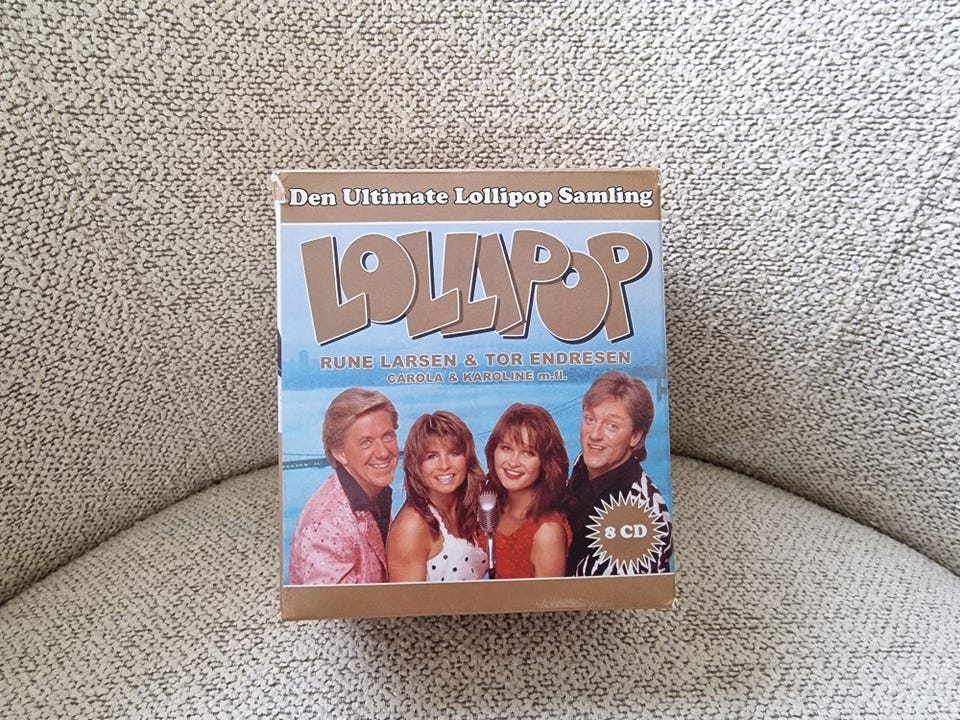 Den Ultimate Lollipop Samling
LOLLIPOP
RUNE LARSEN & TOR ENDRESEN
CAROLA & KAROLINE m.fl.
8 CD